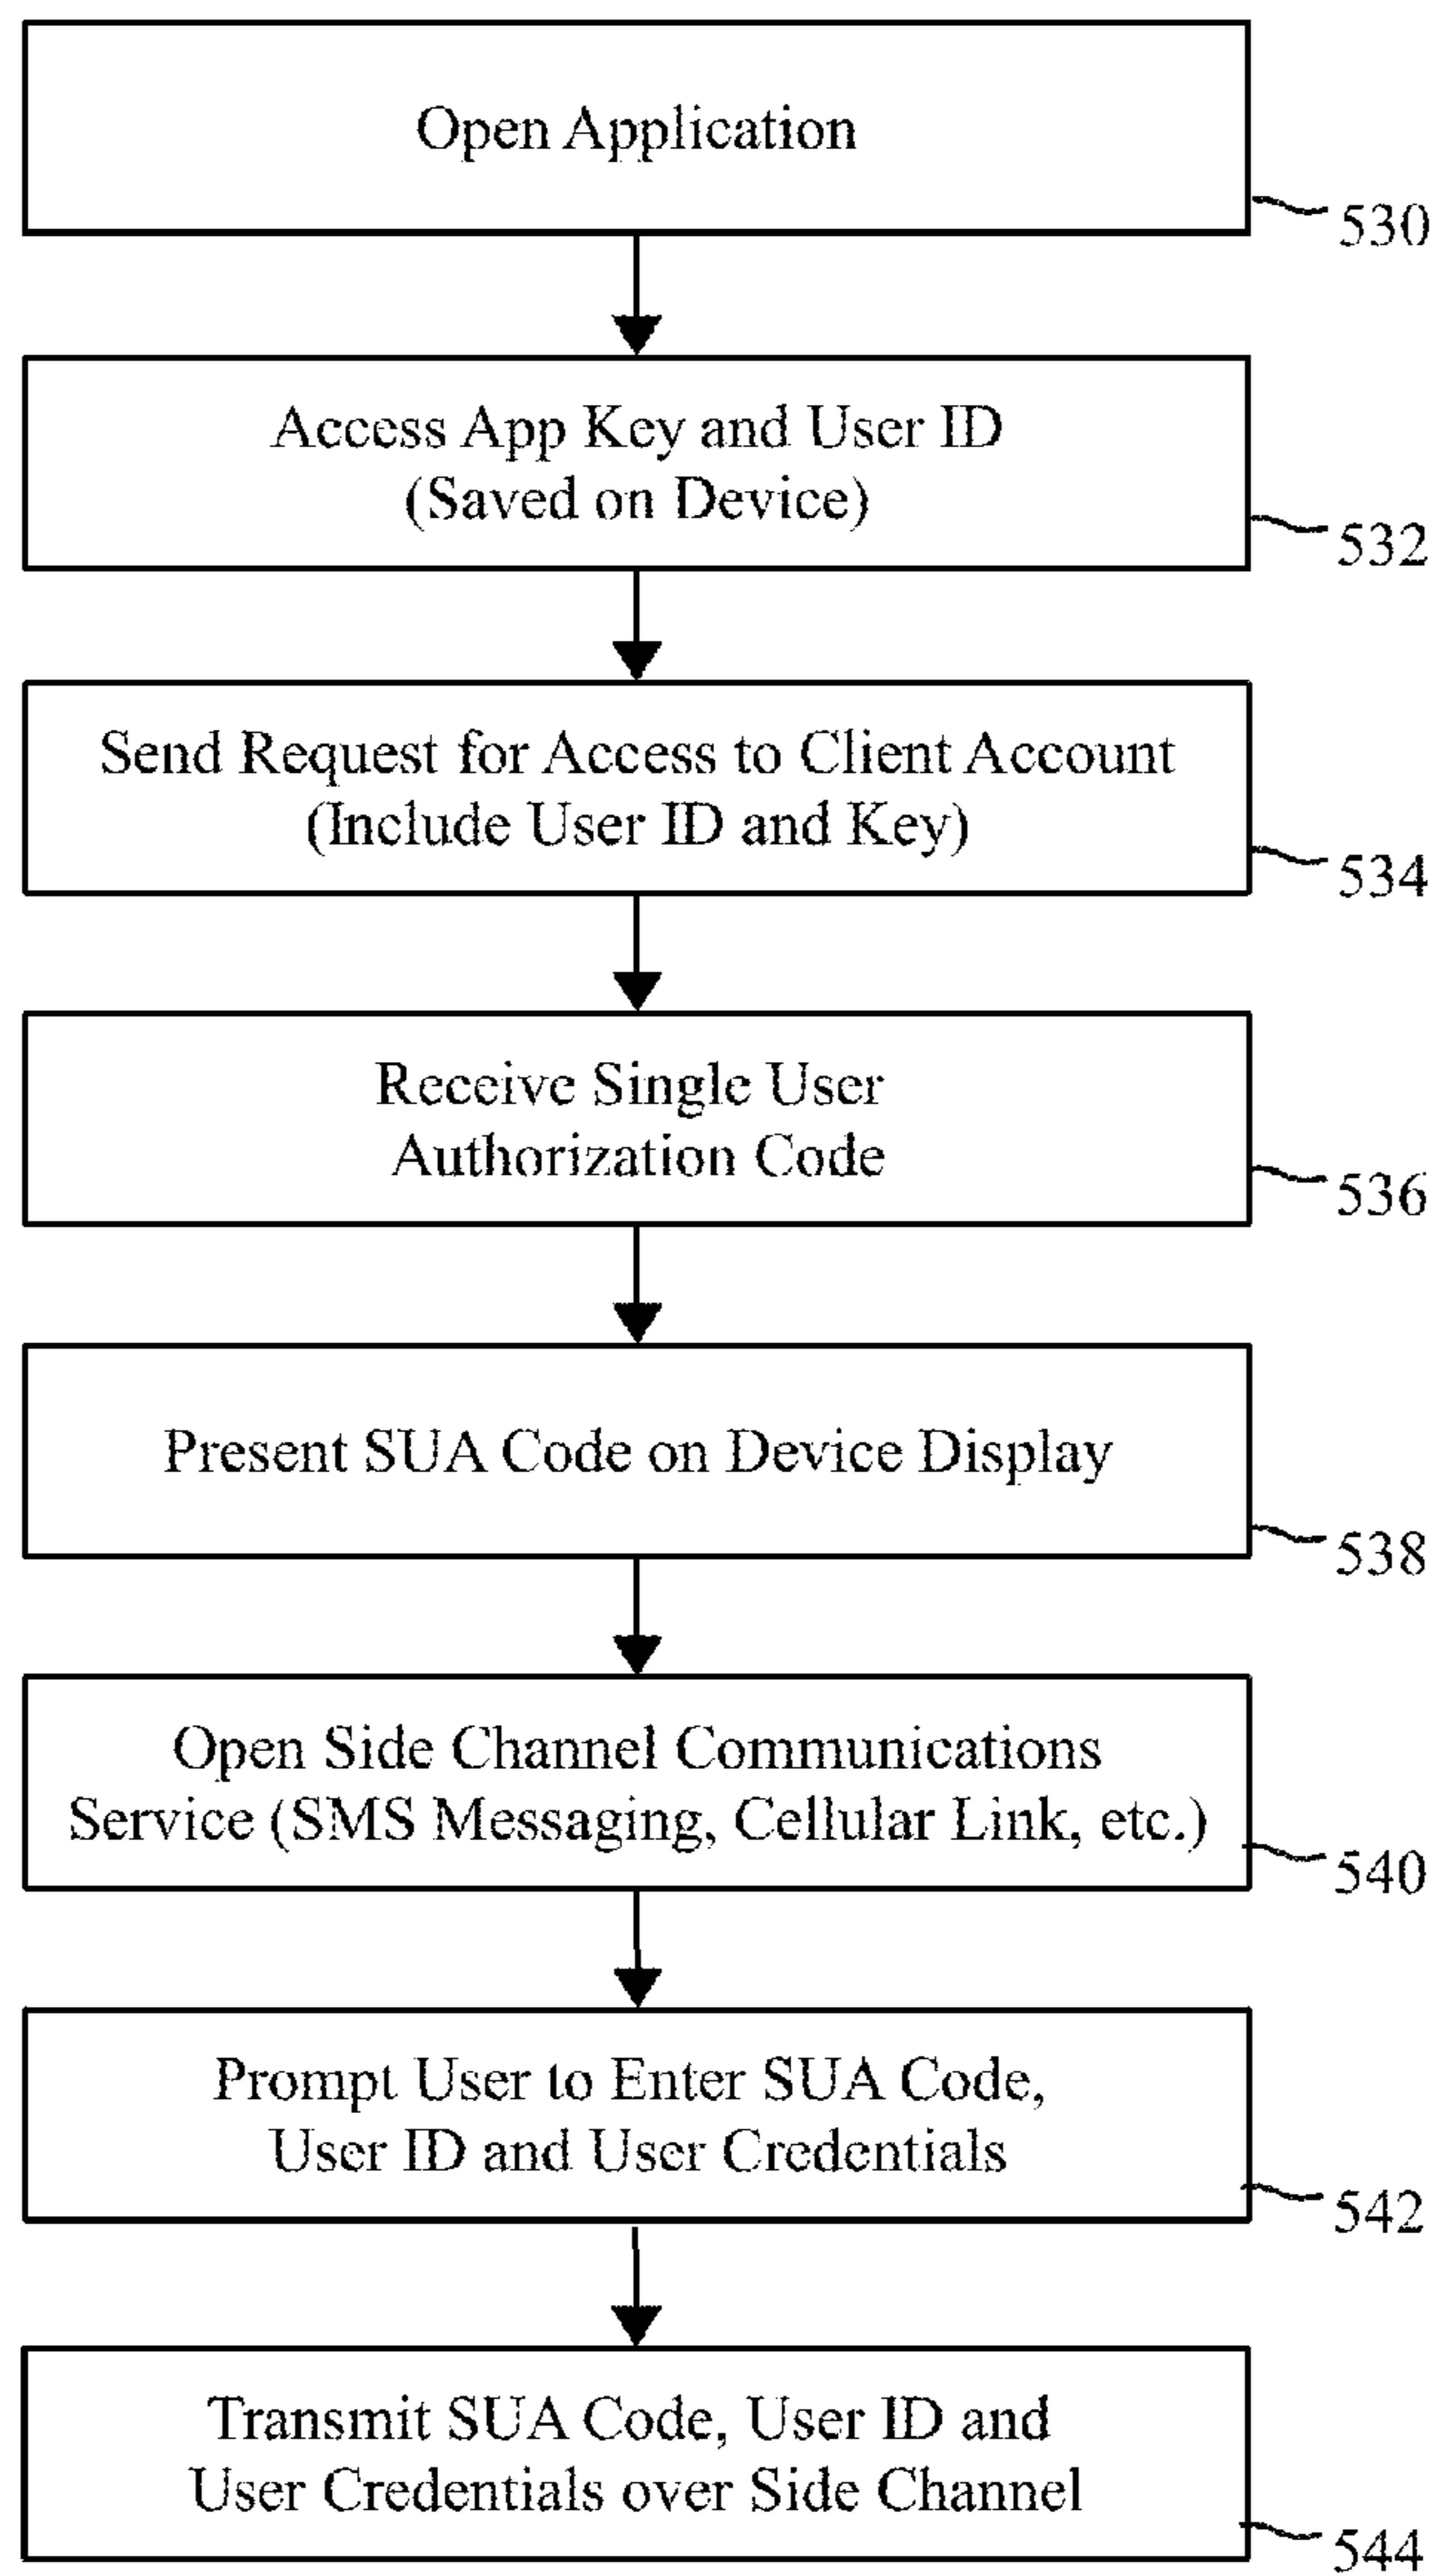 Open Application
530
Access App Key and User ID
(Saved on Device)
532
Send Request for Access to Client Account
(Include User ID and Key)
534
Receive Single User
Authorization Code
536
Present SUA Code on Device Display
538
Open Side Channel Communications
Service (SMS Messaging, Cellular Link, etc.)
540
Prompt User to Enter SUA Code,
User ID and User Credentials
542
Transmit SUA Code, User ID and
User Credentials over Side Channel
544